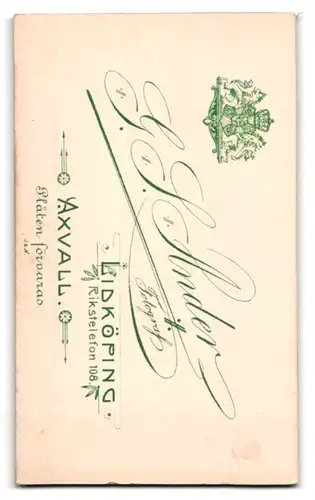 G. S. Ander
Fotograf
LIDKÖPING.
Rikstelefon 108.
AXVALL.
Plåten förvaras.